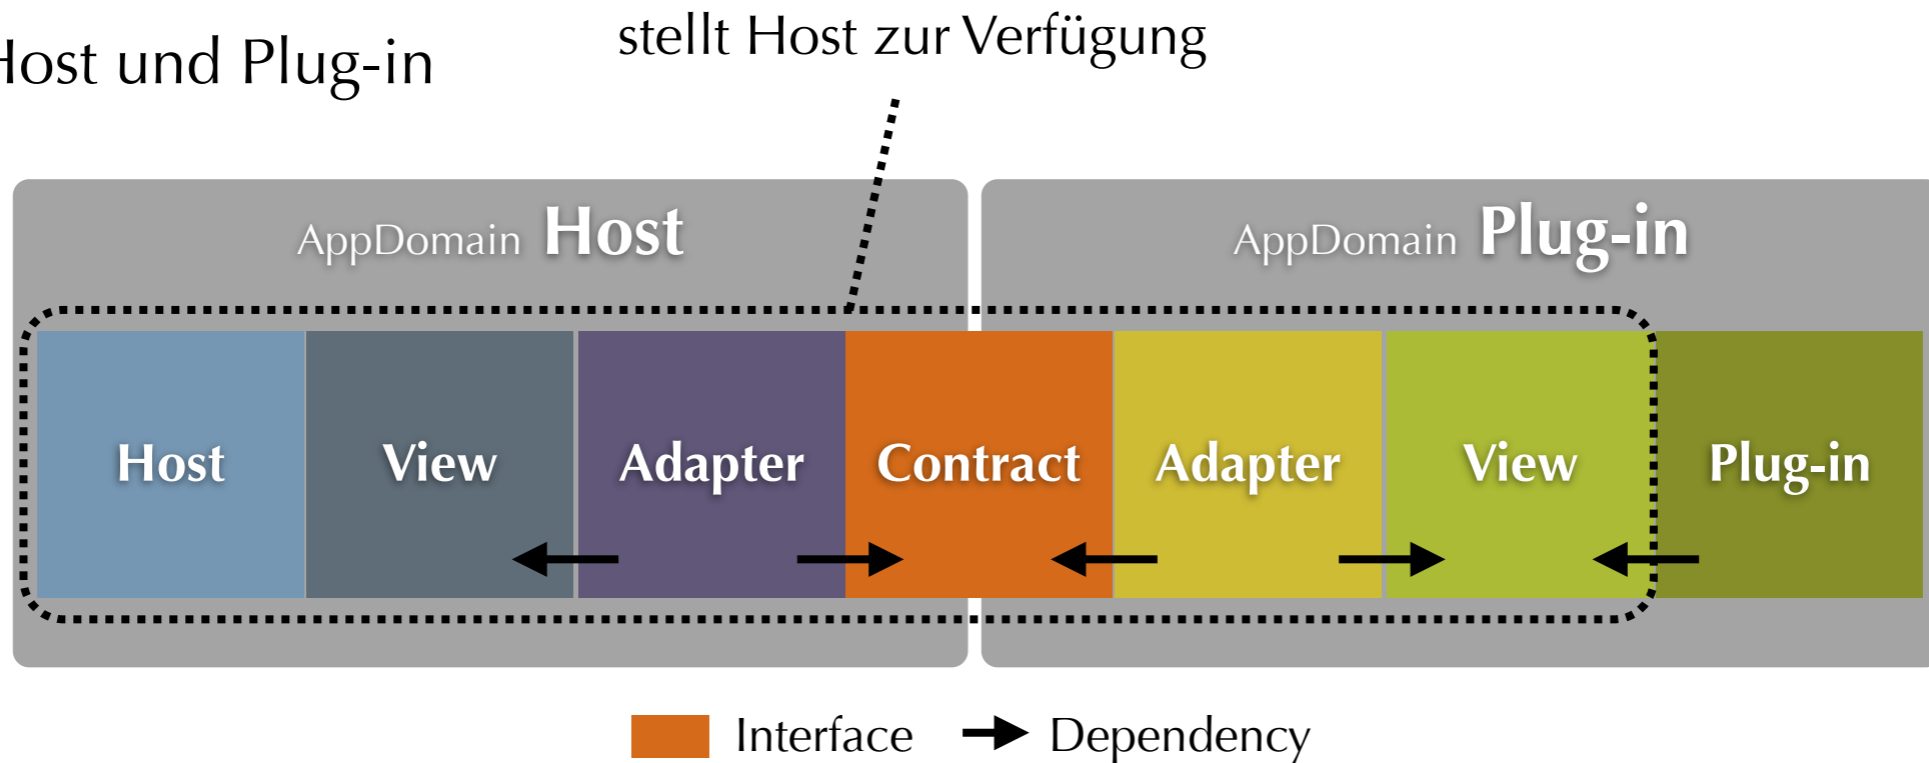 Host und Plug-in
stellt Host zur Verfügung
AppDomain Host
AppDomain Plug-in
Host
View
Adapter
Contract
Adapter
View
Plug-in
Interface
Dependency